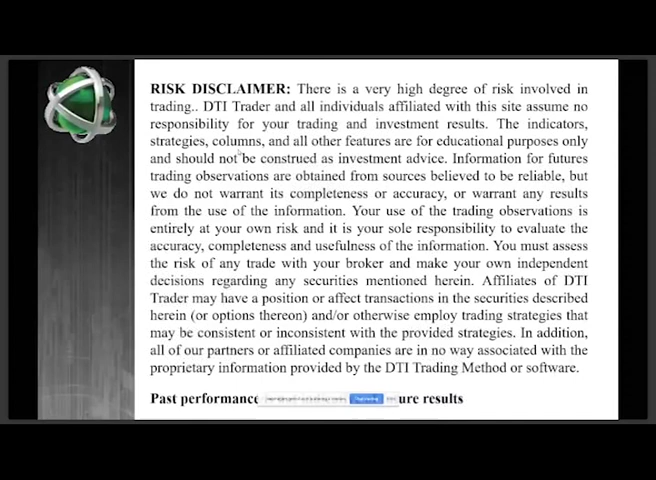 RISK DISCLAIMER: There is a very high degree of risk involved in
trading.. DTI Trader and all individuals affiliated with this site assume no
responsibility for your trading and investment results. The indicators,
strategies, columns, and all other features are for educational purposes only
and should not be construed as investment advice. Information for futures
trading observations are obtained from sources believed to be reliable, but
we do not warrant its completeness or accuracy, or warrant any results
from the use of the information. Your use of the trading observations is
entirely at your own risk and it is your sole responsibility to evaluate the
accuracy, completeness and usefulness of the information. You must assess
the risk of any trade with your broker and make your own independent
decisions regarding any securities mentioned herein. Affiliates of DTI
Trader may have a position or affect transactions in the securities described
herein (or options thereon) and/or otherwise employ trading strategies that
may be consistent or inconsistent with the provided strategies. In addition,
all of our partners or affiliated companies are in no way associated with the
proprietary information provided by the DTI Trading Method or software.
Past performance ure results